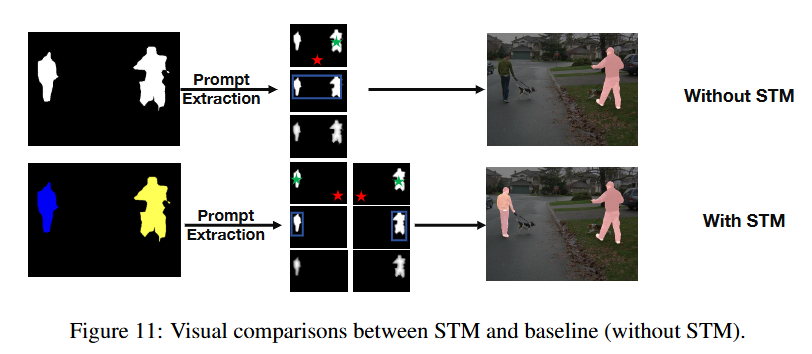 Prompt
Extraction
Without STM
Prompt
Extraction
With STM
Figure 11: Visual comparisons between STM and baseline (without STM).